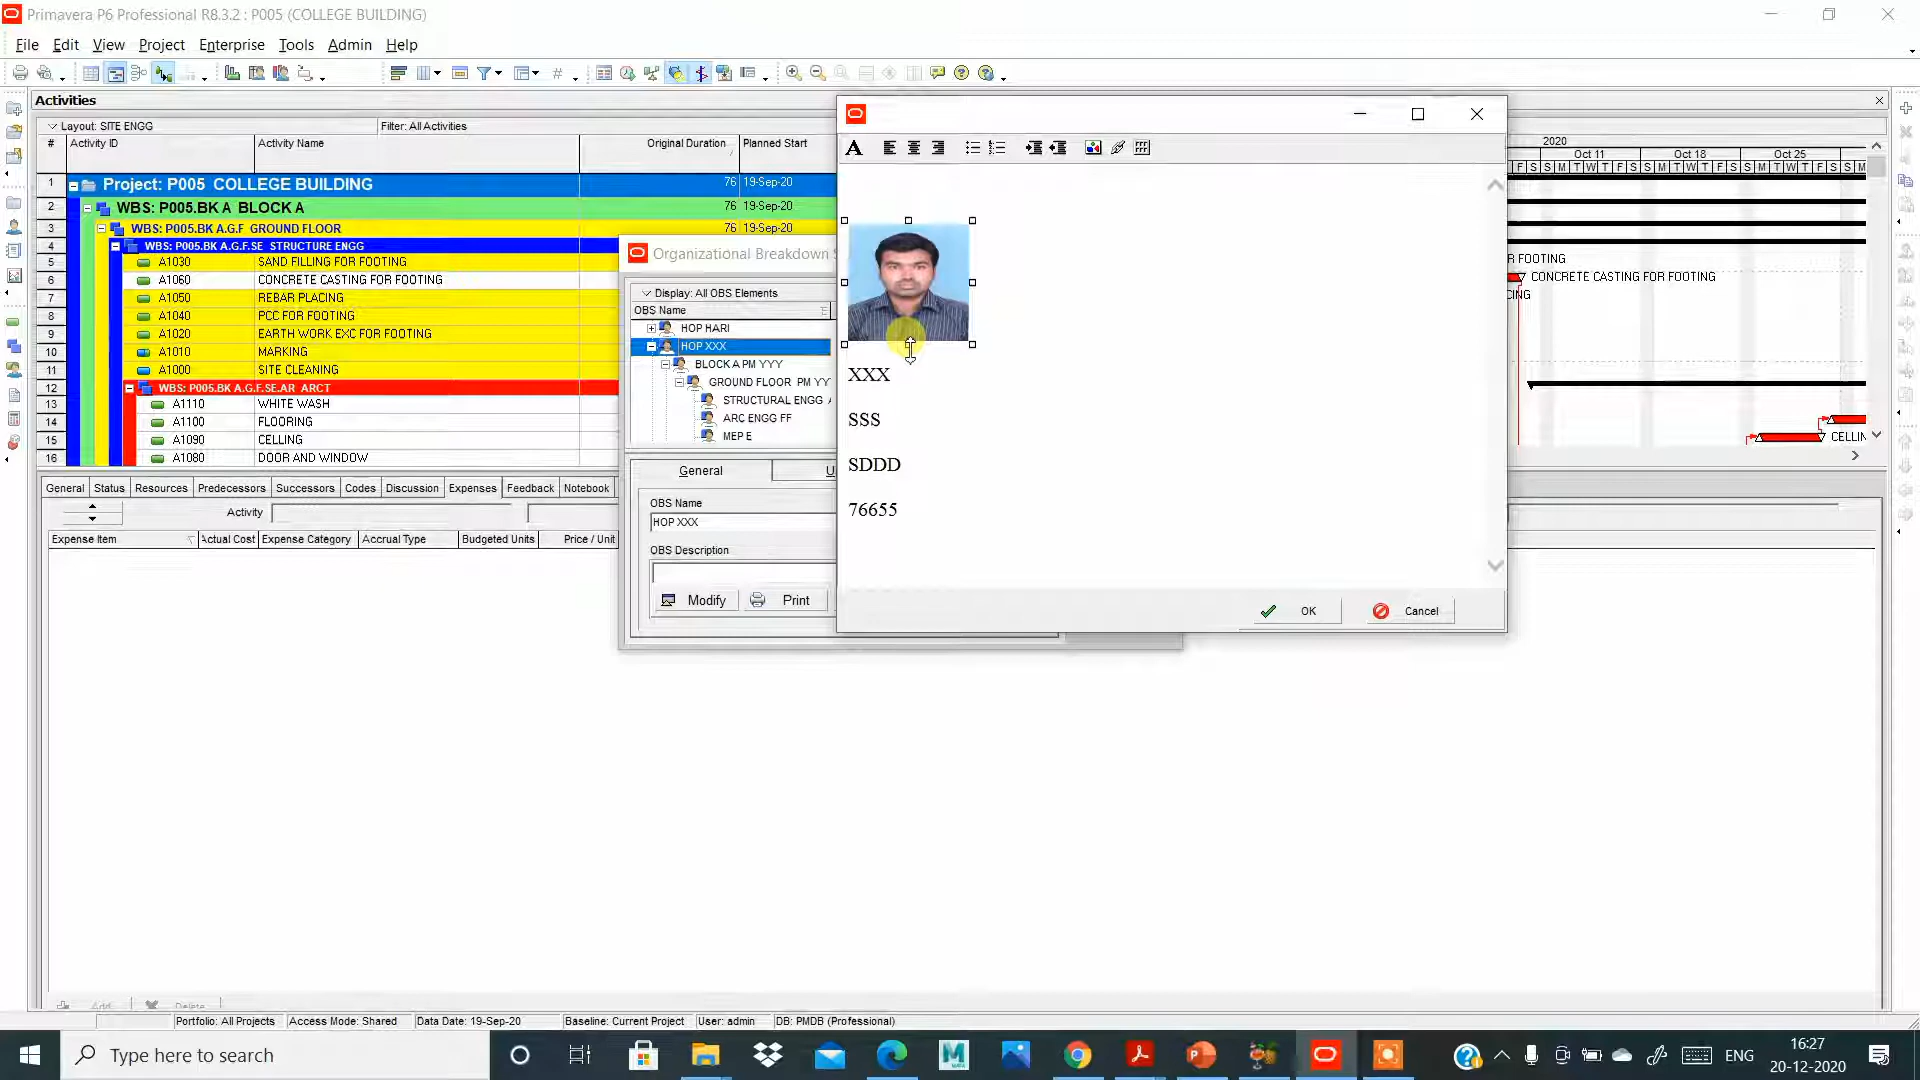 Primavera P6 Professional R8.3.2 : P005 (COLLEGE BUILDING)
File Edit View Project Enterprise Tools Admin Help
Activities
Layout: SITE ENGG Filter: All Activities
# Activity ID Activity Name Original Duration Planned Start
1 Project: P005 COLLEGE BUILDING 76 19-Sep-20
2 WBS: P005.BK A BLOCK A 76 19-Sep-20
3 WBS: P005.BK A.G.F GROUND FLOOR 76 19-Sep-20
4 WBS: P005.BK A.G.F.SE STRUCTURE ENGG
5 A1030 SAND FILLING FOR FOOTING
6 A1060 CONCRETE CASTING FOR FOOTING
7 A1050 REBAR PLACING
8 A1040 PCC FOR FOOTING
9 A1020 EARTH WORK EXC FOR FOOTING
10 A1010 MARKING
11 A1000 SITE CLEANING
12 WBS: P005.BK A.G.F.SE.AR ARCT
13 A1110 WHITE WASH
14 A1100 FLOORING
15 A1090 CELLING
16 A1080 DOOR AND WINDOW
2020
Oct 11 Oct 18 Oct 25
F S S M T W T F S S M T W T F S S M T W T F S S M
R FOOTING
CONCRETE CASTING FOR FOOTING
CING
CELLIN
Organizational Breakdown S
Display: All OBS Elements
OBS Name
HOP HARI
HOP XXX
BLOCK A PM YYY
GROUND FLOOR PM YY
STRUCTURAL ENGG
ARC ENGG FF
MEP E
General U
OBS Name
HOP XXX
OBS Description
Modify Print
XXX
SSS
SDDD
76655
OK Cancel
General Status Resources Predecessors Successors Codes Discussion Expenses Feedback Notebook
Activity
Expense Item Actual Cost Expense Category Accrual Type Budgeted Units Price / Unit
Add Delete
Portfolio: All Projects Access Mode: Shared Data Date: 19-Sep-20 Baseline: Current Project User: admin DB: PMDB (Professional)
Type here to search
ENG
16:27
20-12-2020